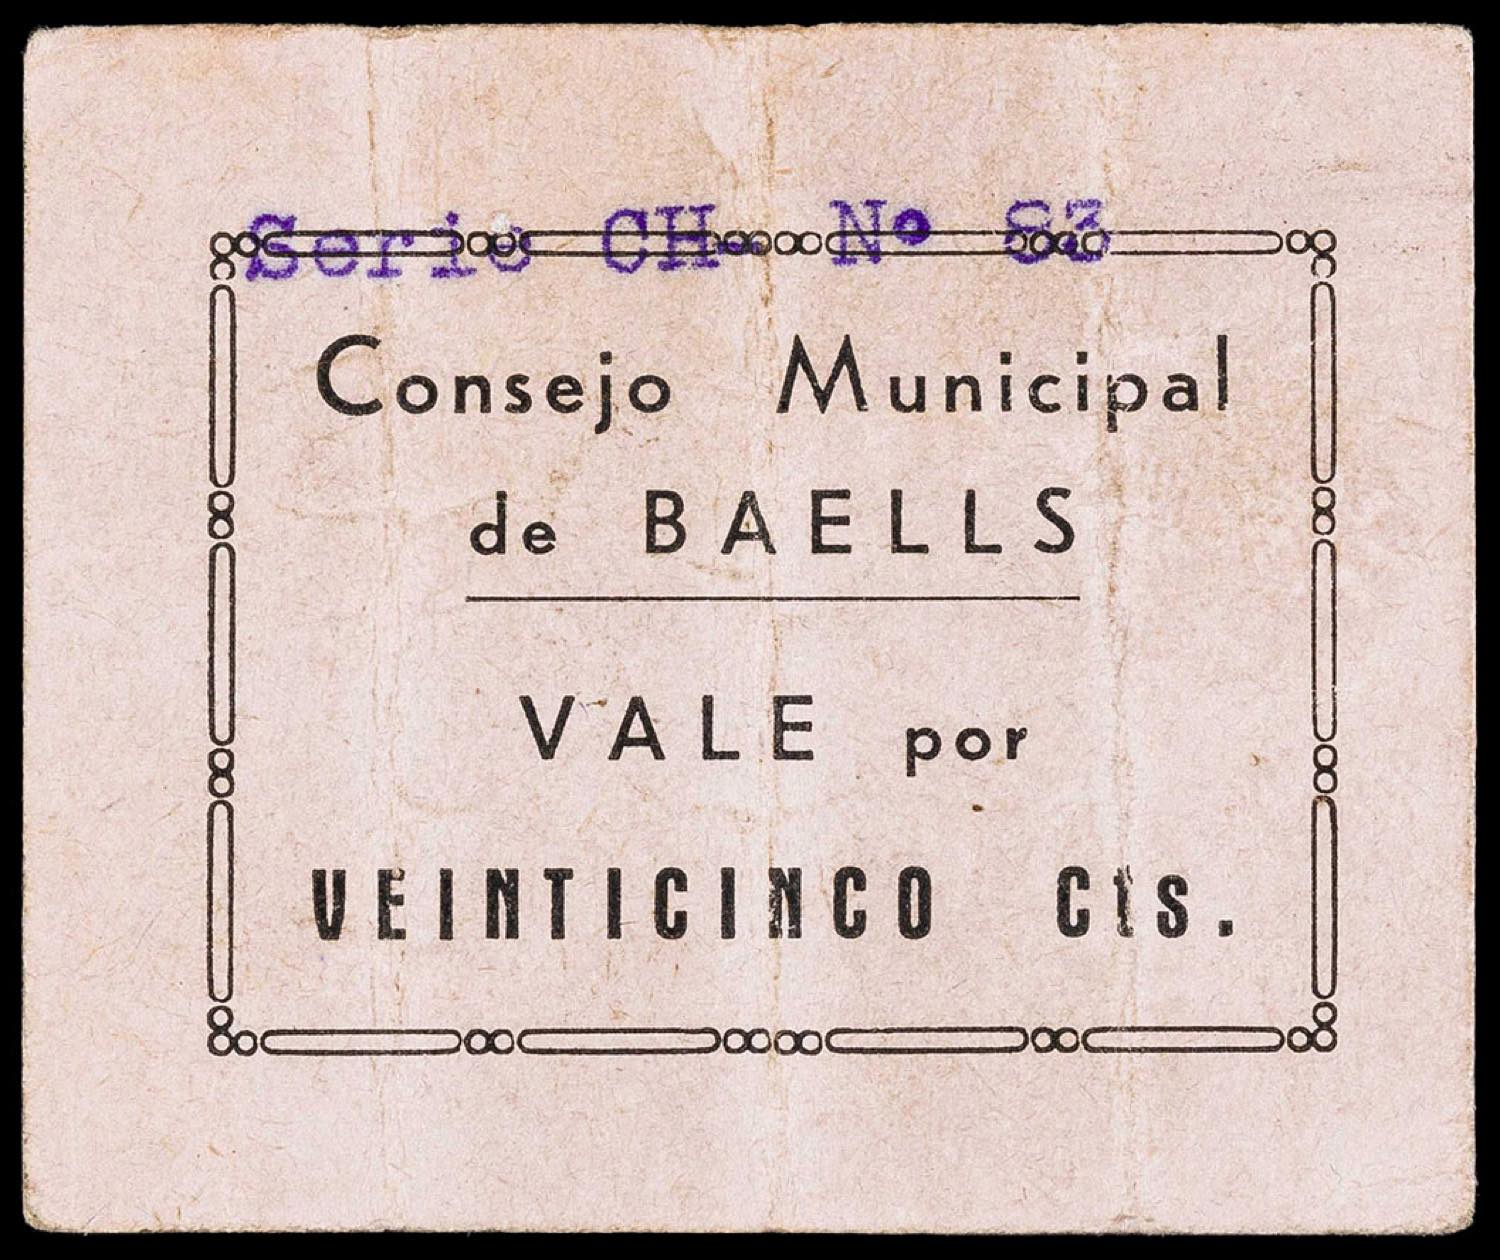 Serie CH- Nº 83
Consejo Municipal
de BAELLS
VALE por
VEINTICINCO Cts.